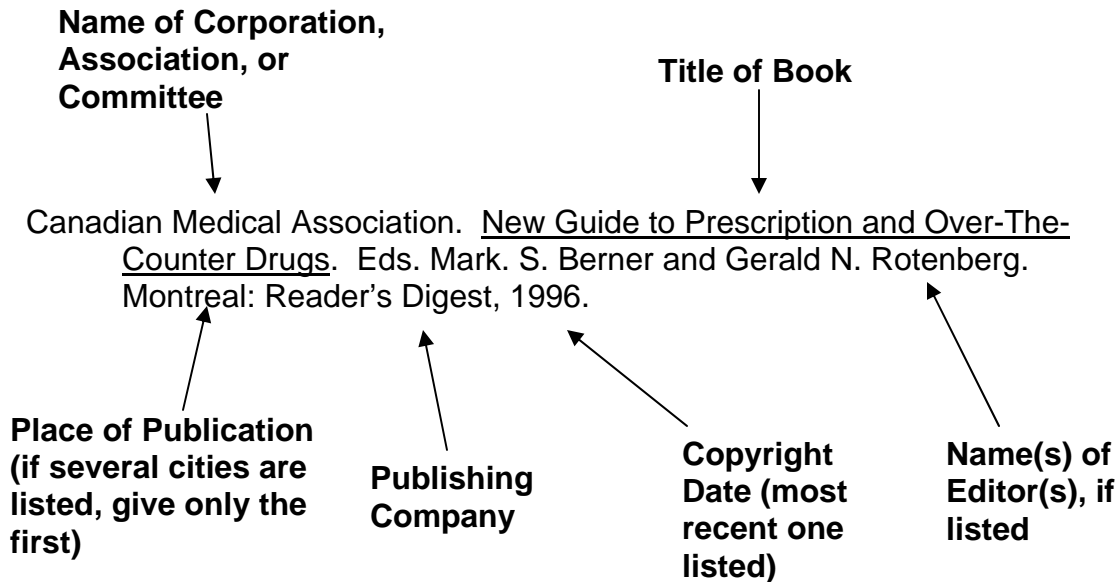 Name of Corporation,
Association, or
Committee
Title of Book
Canadian Medical Association.  New Guide to Prescription and Over-The-
Counter Drugs.  Eds. Mark. S. Berner and Gerald N. Rotenberg.
Montreal: Reader’s Digest, 1996.
Place of Publication
(if several cities are
listed, give only the
first)
Publishing
Company
Copyright
Date (most
recent one
listed)
Name(s) of
Editor(s), if
listed